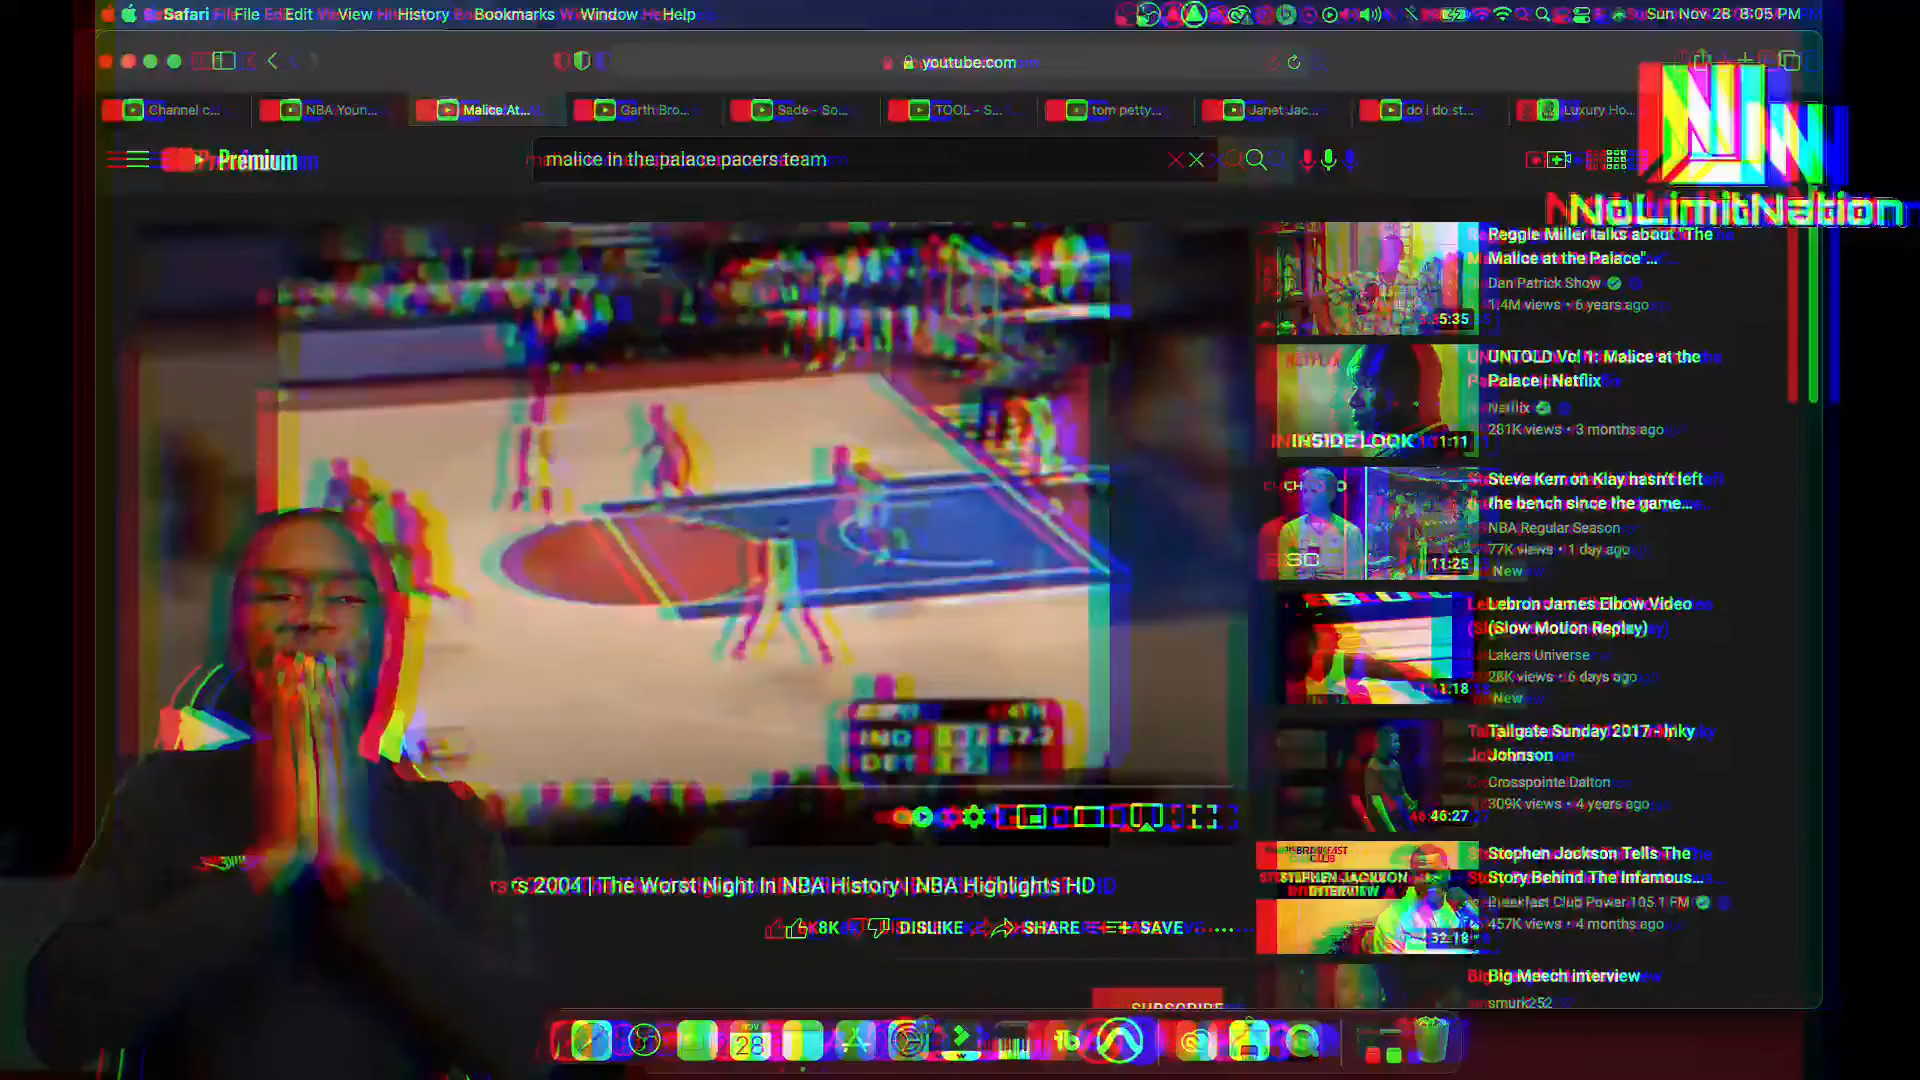 Safari File Edit View History Bookmarks Window Help
Sun Nov 28 8:05 PM
youtube.com
Channel c...
NBA Youn...
Malice At...
Garth Bro...
Sade - So...
TOOL - S...
tom petty...
Janet Jac...
do i do st...
Luxury Ho...
Premium
malice in the palace pacers team
NoLimitNation
Reggie Miller talks about "The
Malice at the Palace"...
Dan Patrick Show
1.4M views • 6 years ago
5:35
UNTOLD Vol 1: Malice at the
Palace | Netflix
Netflix
281K views • 3 months ago
INSIDE LOOK
1:11
Steve Kerr on Klay hasn't left
the bench since the game...
NBA Regular Season
77K views • 1 day ago
New
11:25
Lebron James Elbow Video
(Slow Motion Replay)
Lakers Universe
26K views • 6 days ago
New
1:18
Tailgate Sunday 2017 - Inky
Johnson
Crosspointe Dalton
309K views • 4 years ago
46:27
IND
DET
s 2004 | The Worst Night In NBA History | NBA Highlights HD
8K DISLIKE SHARE SAVE
Stephen Jackson Tells The
Story Behind The Infamous...
Breakfast Club Power 105.1 FM
457K views • 4 months ago
STEPHEN JACKSON
INTERVIEW
32:18
Big Meech interview
smurk252
SUBSCRIBE
NOV
28